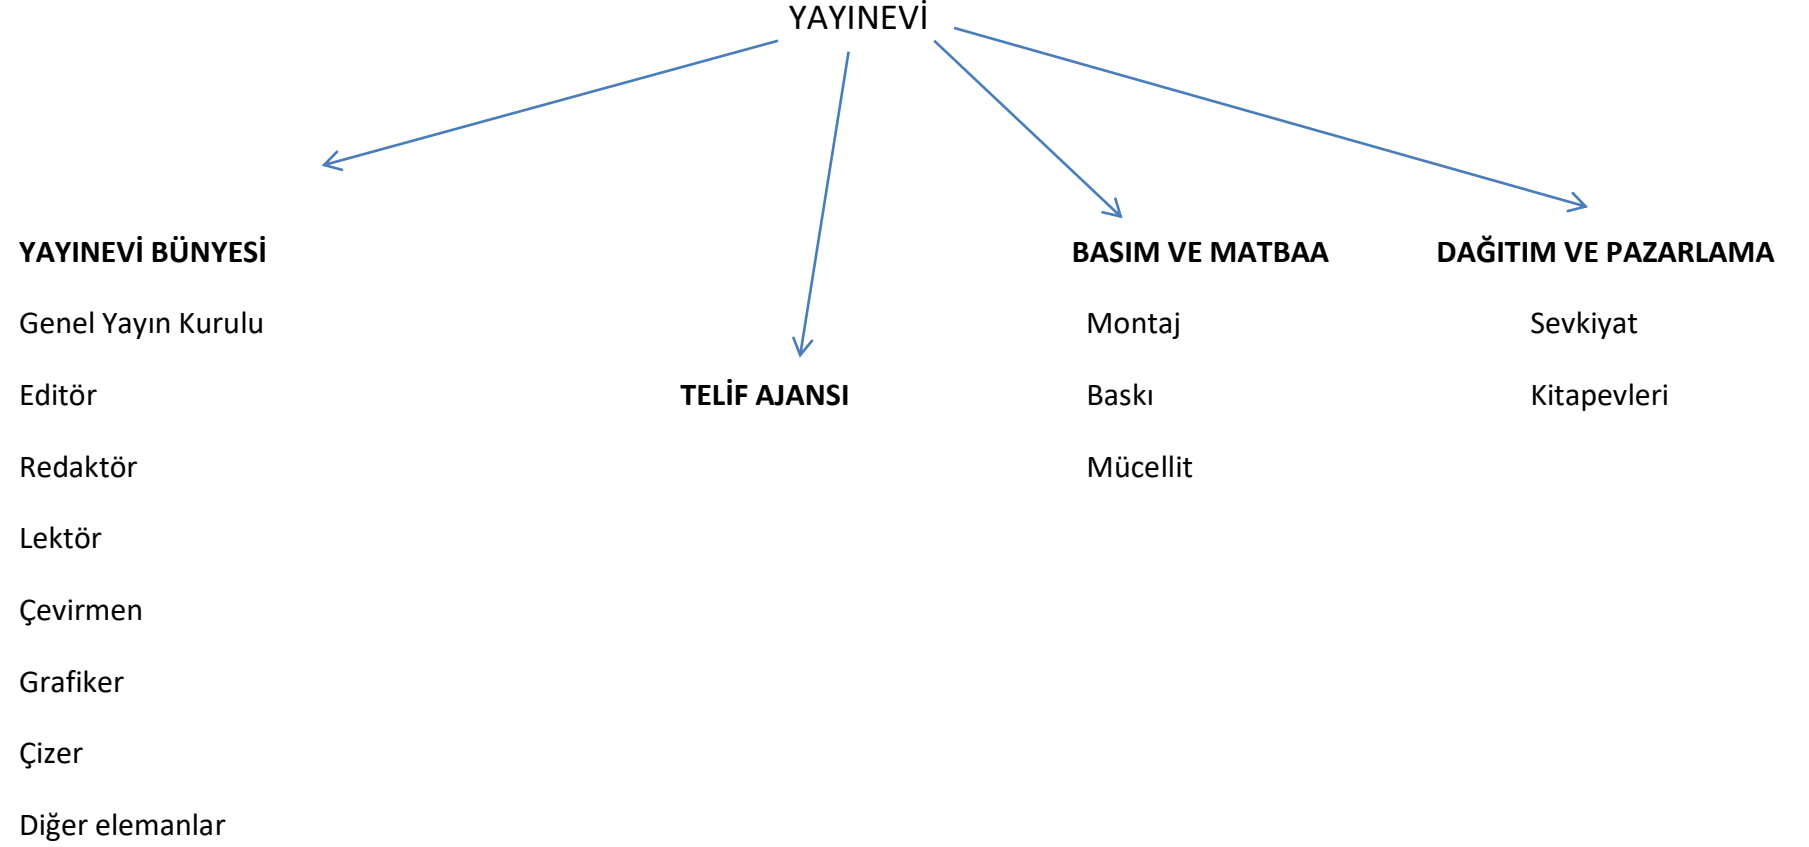 YAYINEVİ
YAYINEVİ BÜNYESİ
Genel Yayın Kurulu
Editör
Redaktör
Lektör
Çevirmen
Grafiker
Çizer
Diğer elemanlar
TELİF AJANSI
BASIM VE MATBAA
Montaj
Baskı
Mücellit
DAĞITIM VE PAZARLAMA
Sevkiyat
Kitapevleri